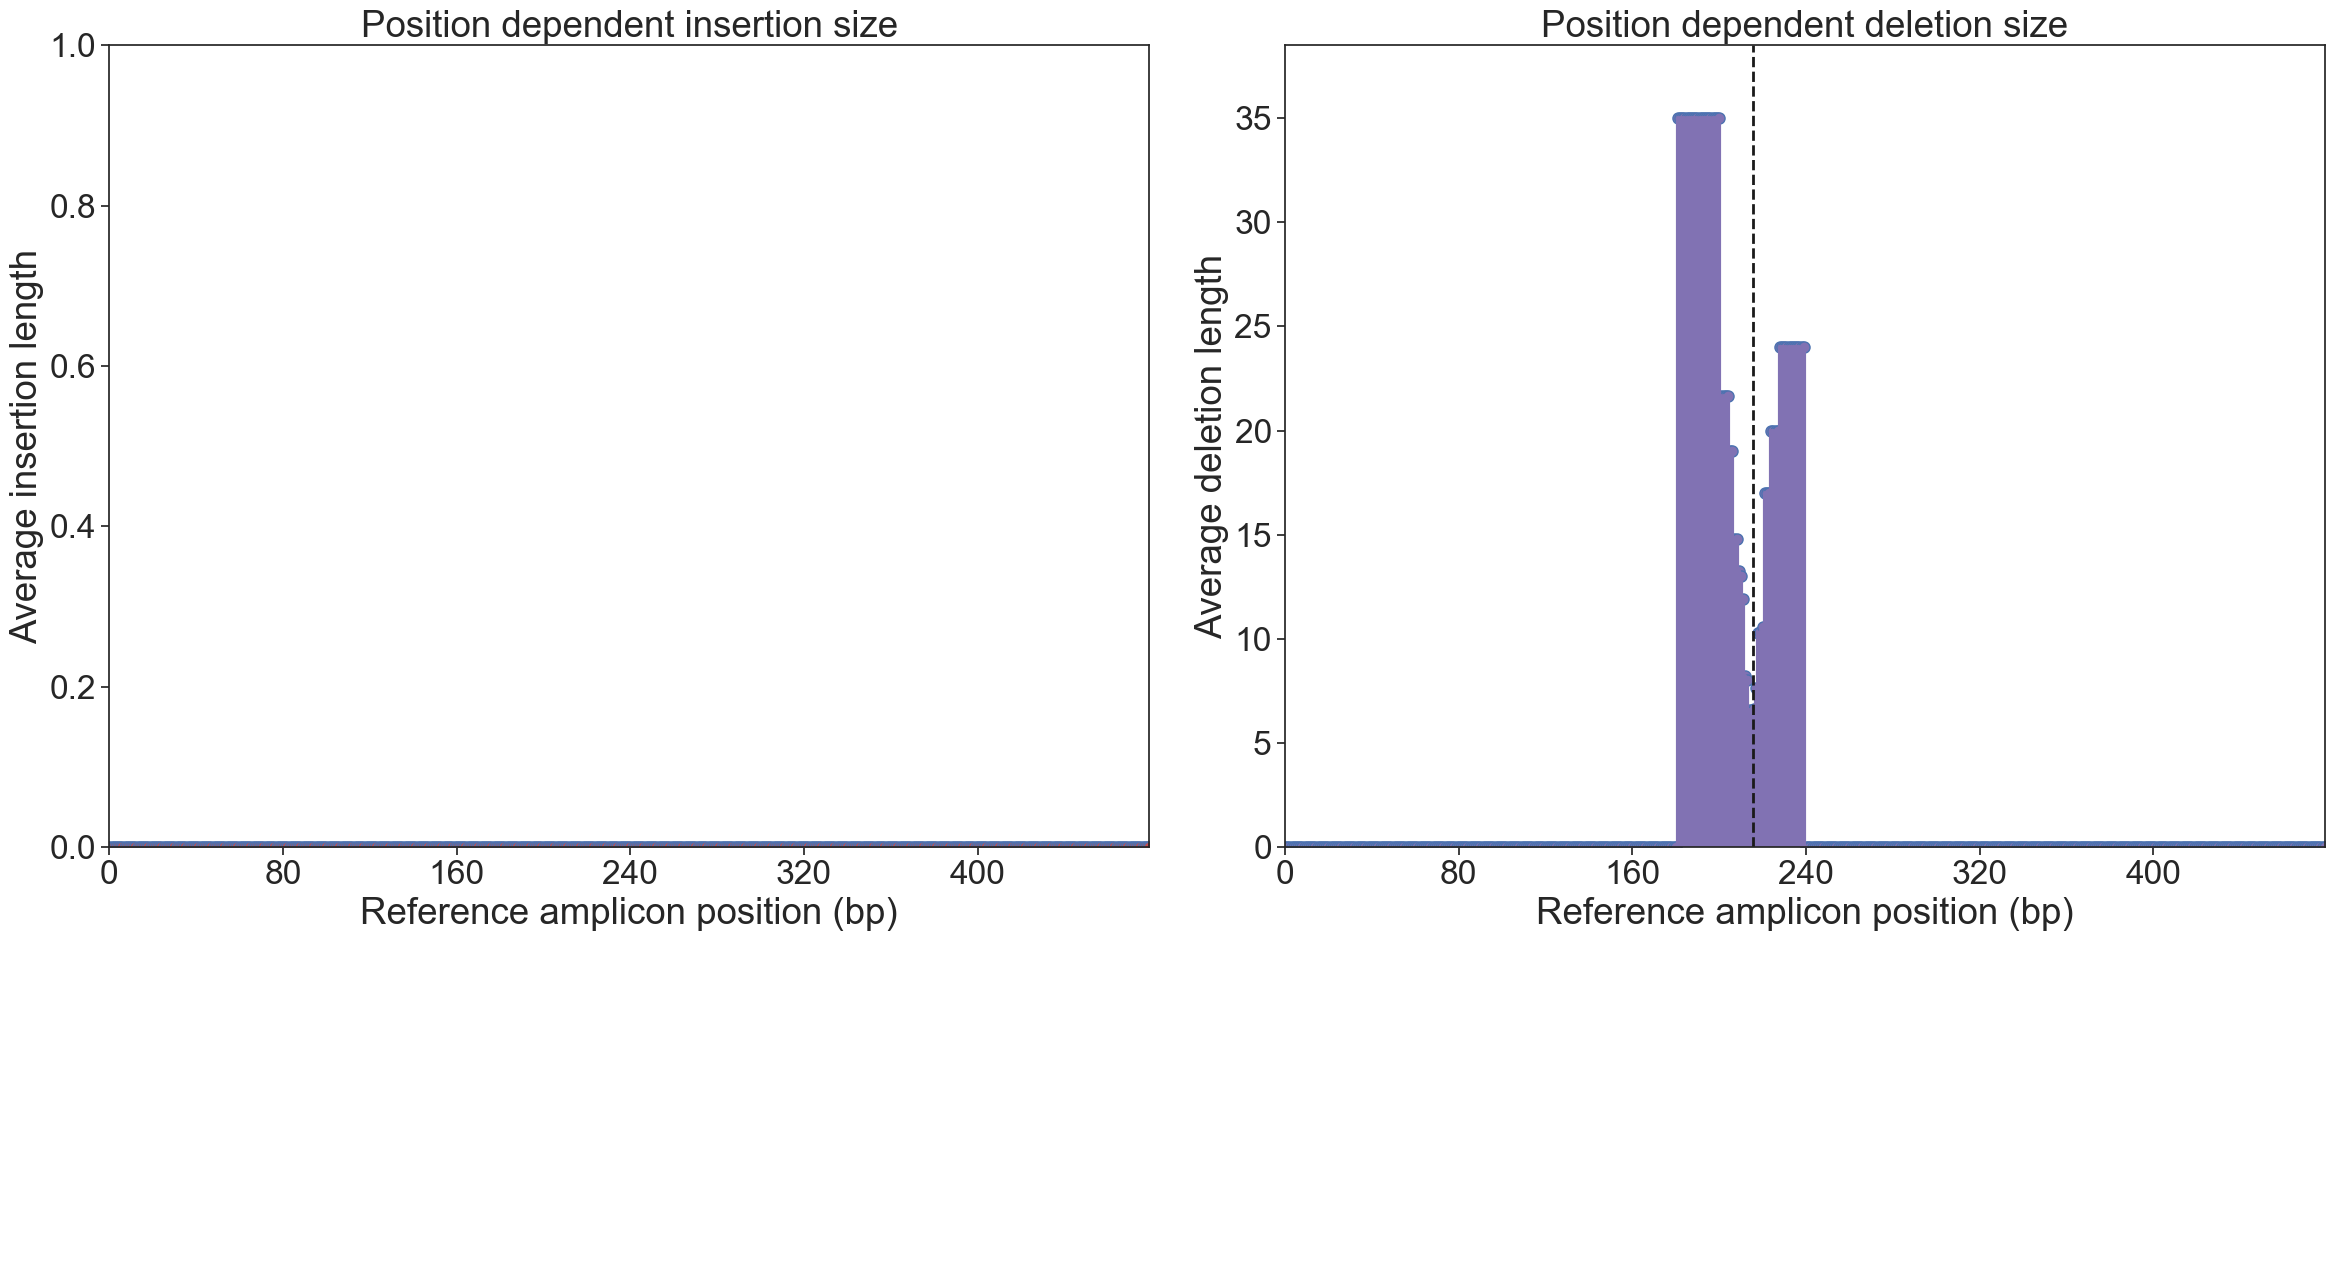 Position dependent insertion size
1.0
0.8
0.6
0.4
0.2
0.0
Average insertion length
0 80 160 240 320 400
Reference amplicon position (bp)
Position dependent deletion size
35
30
25
20
15
10
5
0
Average deletion length
0 80 160 240 320 400
Reference amplicon position (bp)